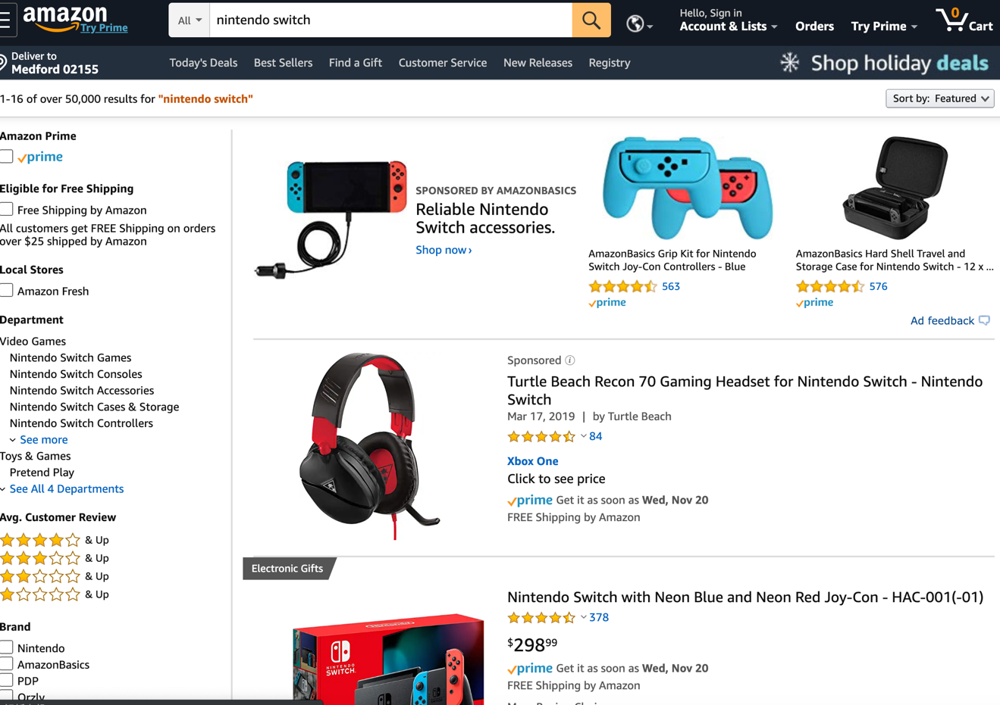 amazon
Try Prime
All
nintendo switch
Hello, Sign in
Account & Lists
Orders
Try Prime
0
Cart
Deliver to
Medford 02155
Today's Deals
Best Sellers
Find a Gift
Customer Service
New Releases
Registry
Shop holiday deals
1-16 of over 50,000 results for "nintendo switch"
Sort by: Featured
Amazon Prime
prime
Eligible for Free Shipping
Free Shipping by Amazon
All customers get FREE Shipping on orders
over $25 shipped by Amazon
Local Stores
Amazon Fresh
Department
Video Games
Nintendo Switch Games
Nintendo Switch Consoles
Nintendo Switch Accessories
Nintendo Switch Cases & Storage
Nintendo Switch Controllers
See more
Toys & Games
Pretend Play
See All 4 Departments
Avg. Customer Review
& Up
& Up
& Up
& Up
Brand
Nintendo
AmazonBasics
PDP
Orzly
SPONSORED BY AMAZONBASICS
Reliable Nintendo
Switch accessories.
Shop now›
AmazonBasics Grip Kit for Nintendo
Switch Joy-Con Controllers - Blue
563
prime
AmazonBasics Hard Shell Travel and
Storage Case for Nintendo Switch - 12 x ...
576
prime
Ad feedback
Sponsored
Turtle Beach Recon 70 Gaming Headset for Nintendo Switch - Nintendo
Switch
Mar 17, 2019 | by Turtle Beach
84
Xbox One
Click to see price
prime Get it as soon as Wed, Nov 20
FREE Shipping by Amazon
Electronic Gifts
NINTENDO
SWITCH
Nintendo Switch with Neon Blue and Neon Red Joy-Con - HAC-001(-01)
378
$29899
prime Get it as soon as Wed, Nov 20
FREE Shipping by Amazon